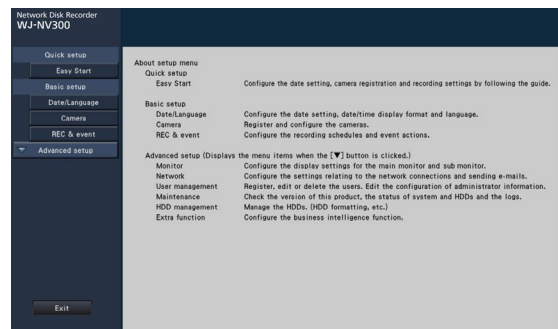 Network Disk Recorder
WJ-NV300
Quick setup
Easy Start
Basic setup
Date/Language
Camera
REC & event
Advanced setup
Exit
About setup menu
Quick setup
Easy Start Configure the date setting, camera registration and recording settings by following the guide.
Basic setup
Date/Language Configure the date setting, date/time display format and language.
Camera Register and configure the cameras.
REC & event Configure the recording schedules and event actions.
Advanced setup (Displays the menu items when the [▼] button is clicked.)
Monitor Configure the display settings for the main monitor and sub monitor.
Network Configure the settings relating to the network connections and sending e-mails.
User management Register, edit or delete the users. Edit the configuration of administrator information.
Maintenance Check the version of this product, the status of system and HDDs and the logs.
HDD management Manage the HDDs. (HDD formatting, etc.)
Extra function Configure the business intelligence function.